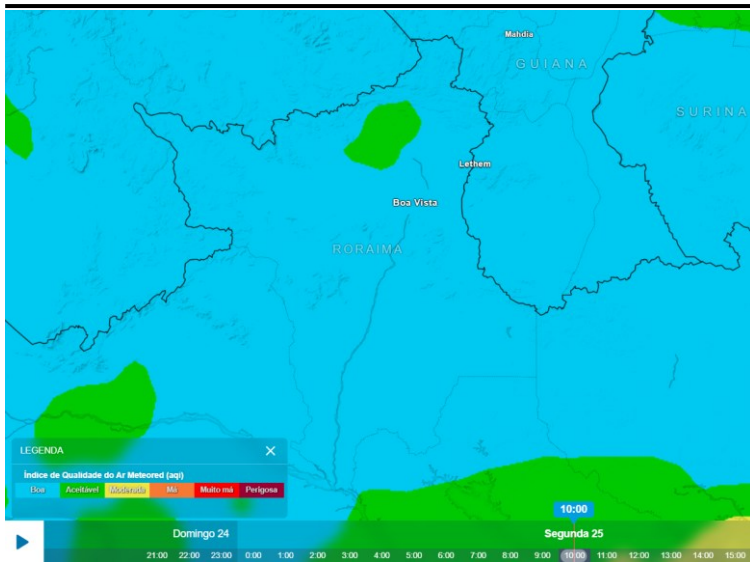 Mahdia
GUIANA
SURINA
Lethem
Boa Vista
RORAIMA
LEGENDA
Índice de Qualidade do Ar Meteored (aqi)
Boa Aceitável Moderada Má Muito má Perigosa
10:00
Domingo 24 Segunda 25
21:00 22:00 23:00 0:00 1:00 2:00 3:00 4:00 5:00 6:00 7:00 8:00 9:00 10:00 11:00 12:00 13:00 14:00 15:00